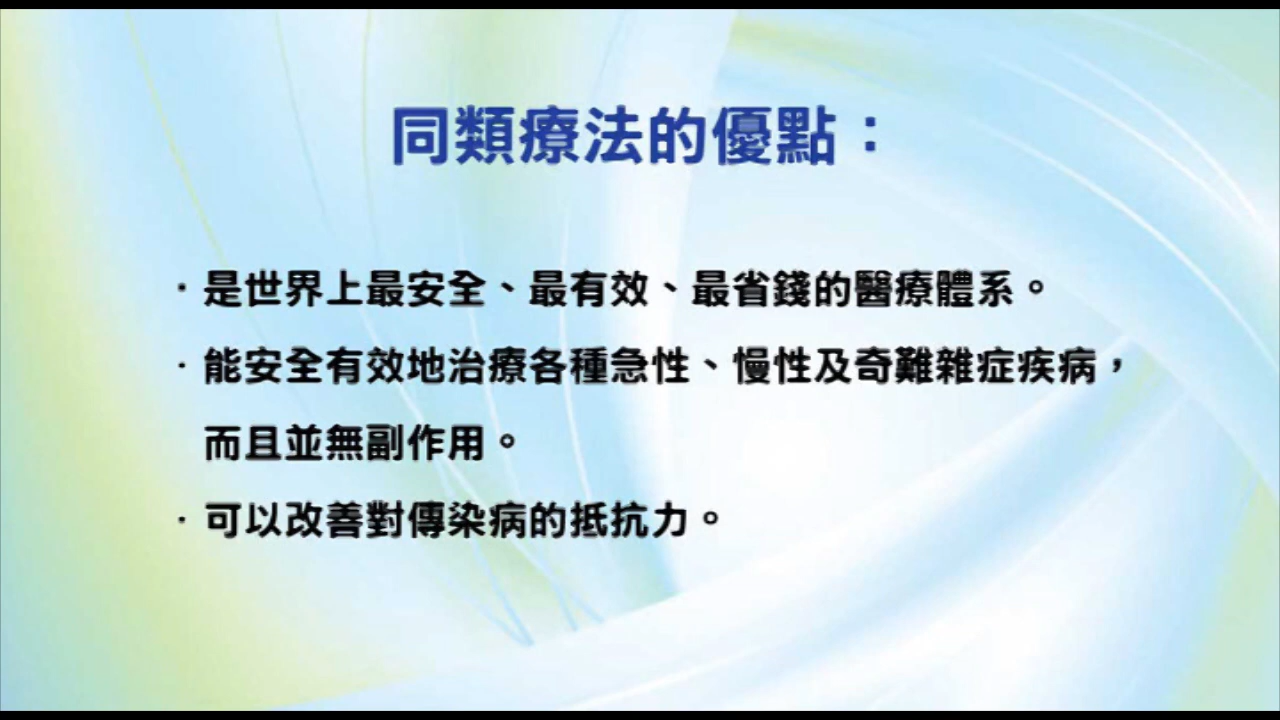 同類療法的優點：
·是世界上最安全、最有效、最省錢的醫療體系。
·能安全有效地治療各種急性、慢性及奇難雜症疾病，
而且並無副作用。
·可以改善對傳染病的抵抗力。